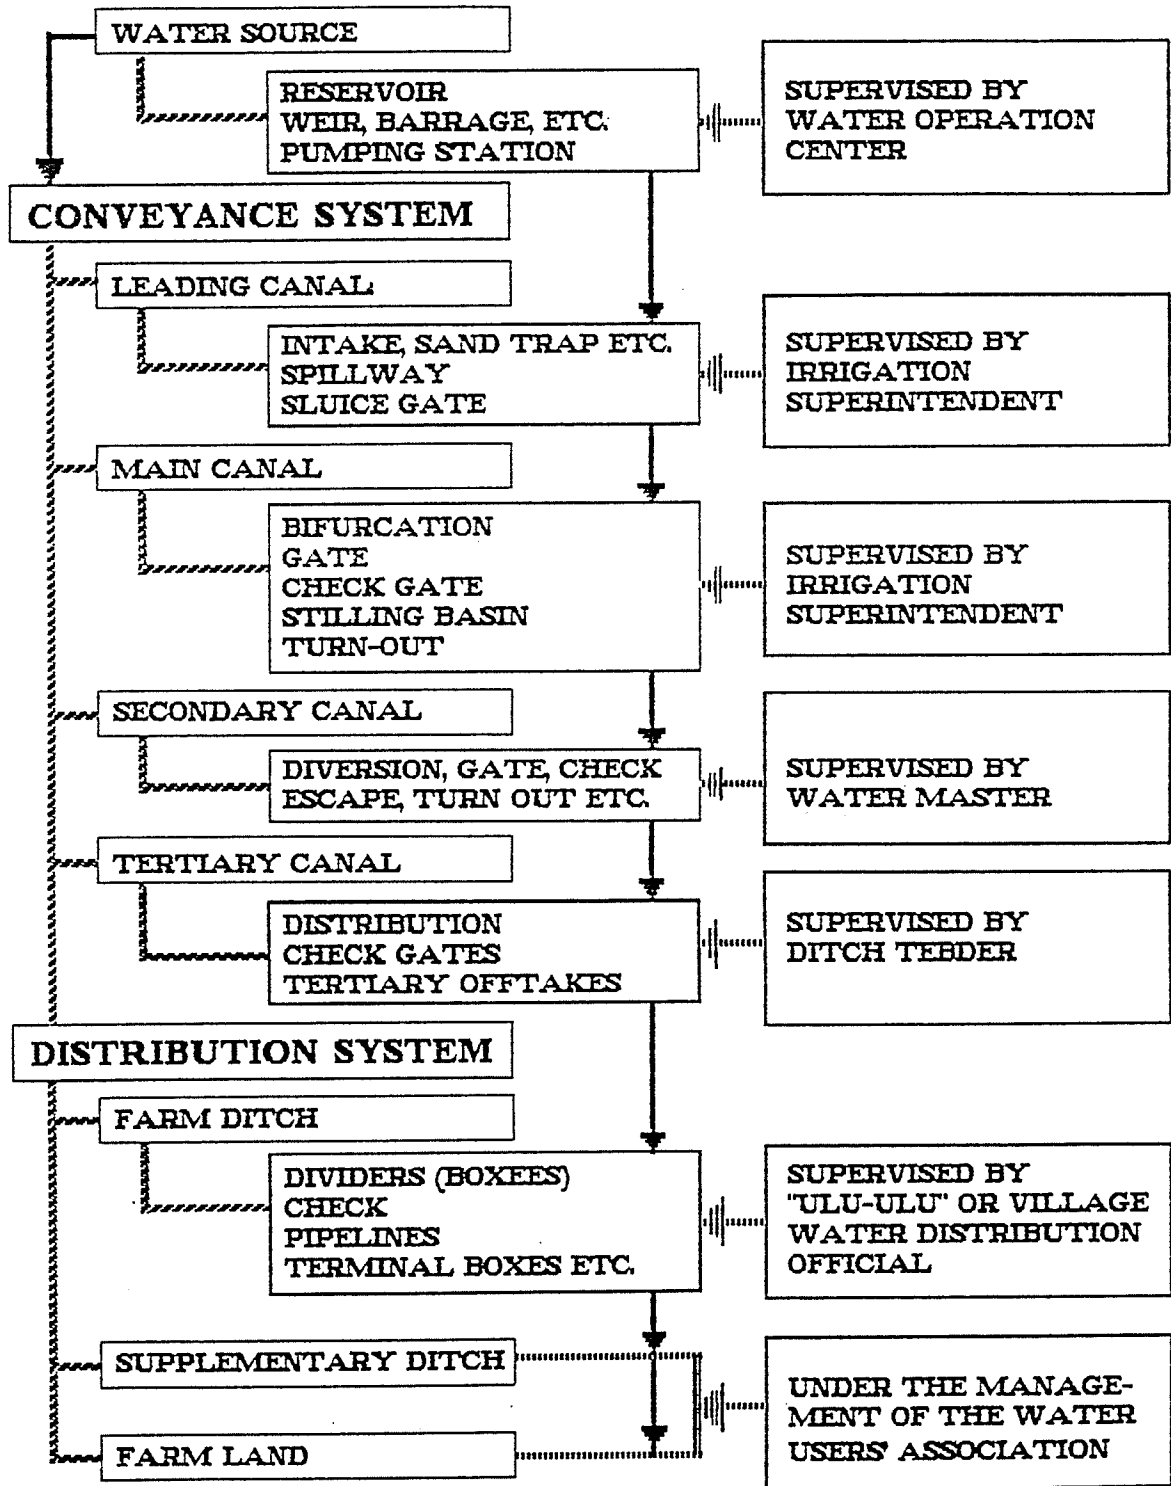 WATER SOURCE
RESERVOIR
WEIR, BARRAGE, ETC.
PUMPING STATION
SUPERVISED BY
WATER OPERATION
CENTER
CONVEYANCE SYSTEM
LEADING CANAL
INTAKE, SAND TRAP ETC.
SPILLWAY
SLUICE GATE
SUPERVISED BY
IRRIGATION
SUPERINTENDENT
MAIN CANAL
BIFURCATION
GATE
CHECK GATE
STILLING BASIN
TURN-OUT
SUPERVISED BY
IRRIGATION
SUPERINTENDENT
SECONDARY CANAL
DIVERSION, GATE, CHECK
ESCAPE, TURN OUT ETC.
SUPERVISED BY
WATER MASTER
TERTIARY CANAL
DISTRIBUTION
CHECK GATES
TERTIARY OFFTAKES
SUPERVISED BY
DITCH TEBDER
DISTRIBUTION SYSTEM
FARM DITCH
DIVIDERS (BOXEES)
CHECK
PIPELINES
TERMINAL BOXES ETC.
SUPERVISED BY
"ULU-ULU" OR VILLAGE
WATER DISTRIBUTION
OFFICIAL
SUPPLEMENTARY DITCH
FARM LAND
UNDER THE MANAGE-
MENT OF THE WATER
USERS' ASSOCIATION